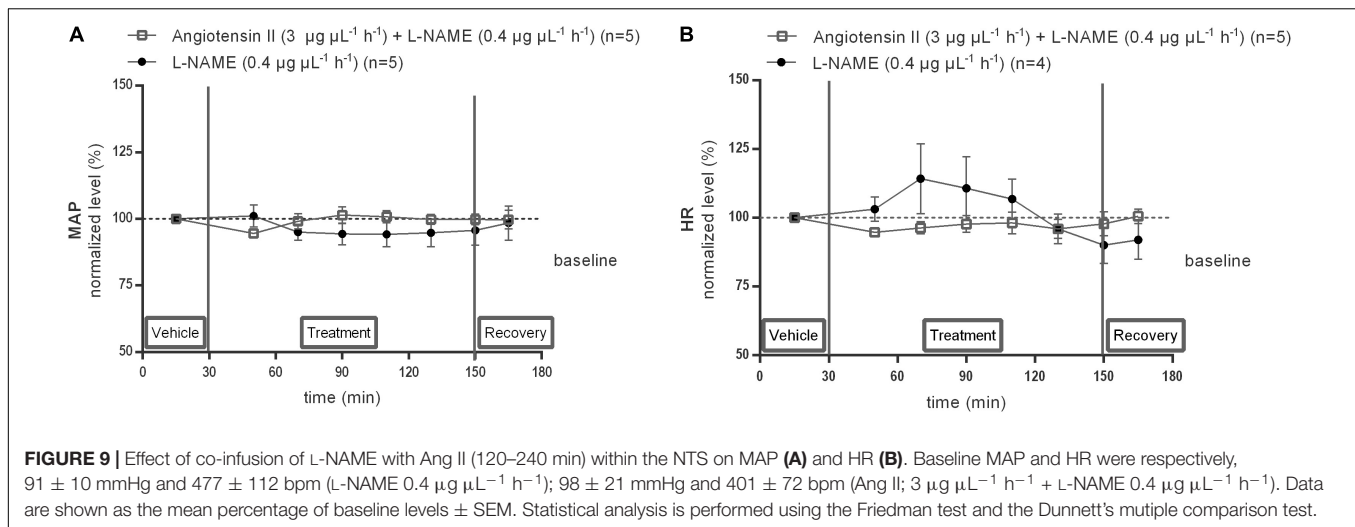 A
Angiotensin II (3 µg µL⁻¹ h⁻¹) + L-NAME (0.4 µg µL⁻¹ h⁻¹) (n=5)
L-NAME (0.4 µg µL⁻¹ h⁻¹) (n=5)
150
125
100
75
50
MAP
normalized level (%)
baseline
Vehicle
Treatment
Recovery
0 30 60 90 120 150 180
time (min)
B
Angiotensin II (3 µg µL⁻¹ h⁻¹) + L-NAME (0.4 µg µL⁻¹ h⁻¹) (n=5)
L-NAME (0.4 µg µL⁻¹ h⁻¹) (n=4)
150
125
100
75
50
HR
normalized level (%)
baseline
Vehicle
Treatment
Recovery
0 30 60 90 120 150 180
time (min)
FIGURE 9 | Effect of co-infusion of L-NAME with Ang II (120–240 min) within the NTS on MAP (A) and HR (B). Baseline MAP and HR were respectively,
91 ± 10 mmHg and 477 ± 112 bpm (L-NAME 0.4 µg µL−1 h−1); 98 ± 21 mmHg and 401 ± 72 bpm (Ang II; 3 µg µL−1 h−1 + L-NAME 0.4 µg µL−1 h−1). Data
are shown as the mean percentage of baseline levels ± SEM. Statistical analysis is performed using the Friedman test and the Dunnett's mutiple comparison test.